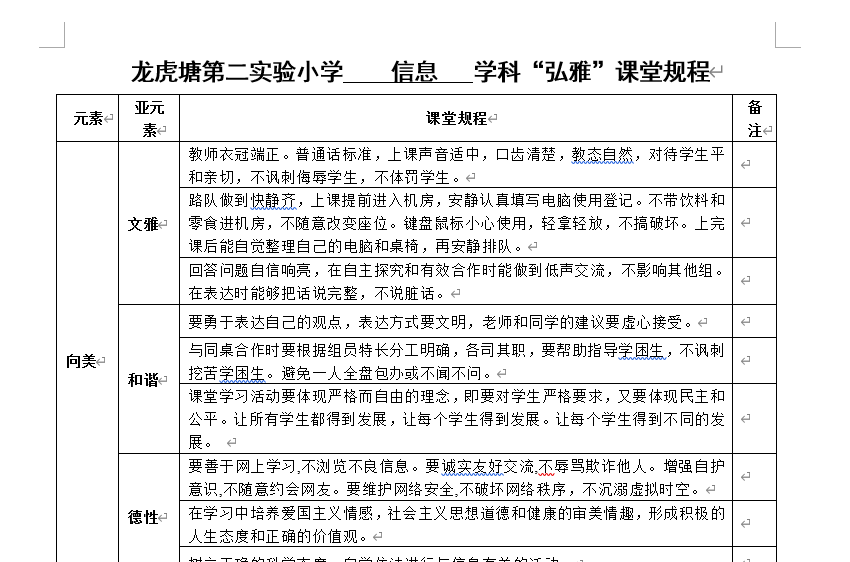 龙虎塘第二实验小学 信息 学科“弘雅”课堂规程
元素 亚元素 课堂规程 备注
向美
文雅
教师衣冠端正。普通话标准，上课声音适中，口齿清楚，教态自然，对待学生平
和亲切，不讽刺侮辱学生，不体罚学生。
路队做到快静齐，上课提前进入机房，安静认真填写电脑使用登记。不带饮料和
零食进机房，不随意改变座位。键盘鼠标小心使用，轻拿轻放，不搞破坏。上完
课后能自觉整理自己的电脑和桌椅，再安静排队。
回答问题自信响亮，在自主探究和有效合作时能做到低声交流，不影响其他组。
在表达时能够把话说完整，不说脏话。
和谐
要勇于表达自己的观点，表达方式要文明，老师和同学的建议要虚心接受。
与同桌合作时要根据组员特长分工明确，各司其职，要帮助指导学困生，不讽刺
挖苦学困生。避免一人全盘包办或不闻不问。
课堂学习活动要体现严格而自由的理念，即要对学生严格要求，又要体现民主和
公平。让所有学生都得到发展，让每个学生得到发展。让每个学生得到不同的发
展。
德性
要善于网上学习,不浏览不良信息。要诚实友好交流,不辱骂欺诈他人。增强自护
意识,不随意约会网友。要维护网络安全,不破坏网络秩序，不沉溺虚拟时空。
在学习中培养爱国主义情感，社会主义思想道德和健康的审美情趣，形成积极的
人生态度和正确的价值观。